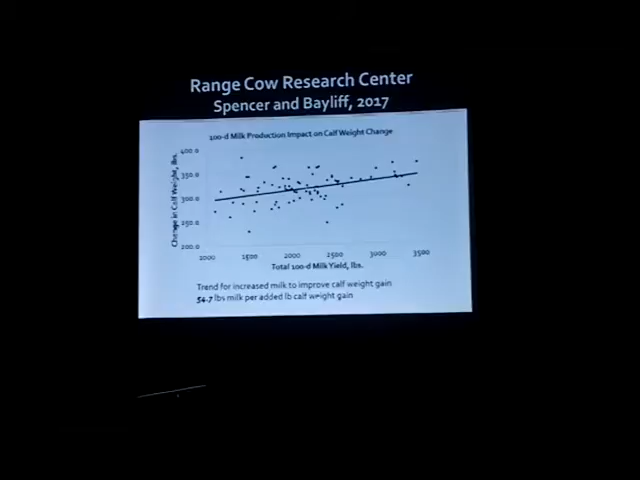 Range Cow Research Center
Spencer and Bayliff, 2017
100-d Milk Production Impact on Calf Weight Change
Change in Calf Weight, lbs.
400.0
350.0
300.0
250.0
200.0
1000 1500 2000 2500 3000 3500
Total 100-d Milk Yield, lbs.
Trend for increased milk to improve calf weight gain
54.7 lbs milk per added lb calf weight gain